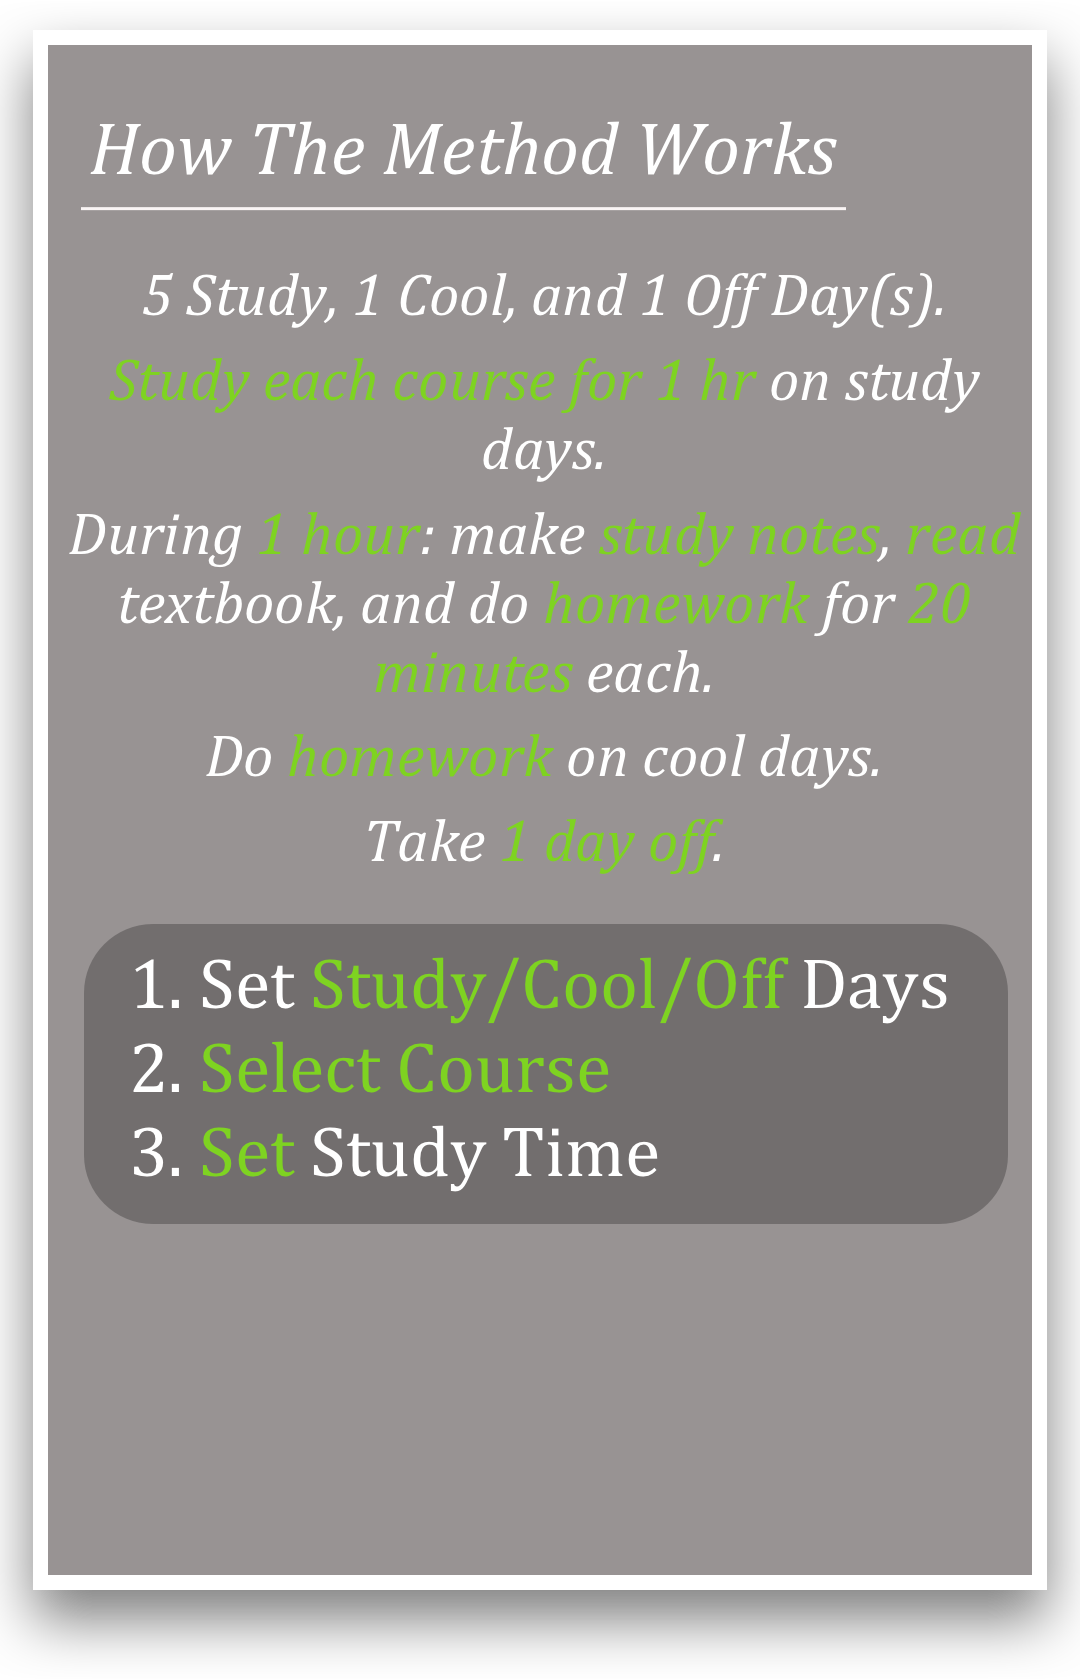 How The Method Works
5 Study, 1 Cool, and 1 Off Day(s).
Study each course for 1 hr on study
days.
During 1 hour: make study notes, read
textbook, and do homework for 20
minutes each.
Do homework on cool days.
Take 1 day off.
1. Set Study/Cool/Off Days
2. Select Course
3. Set Study Time